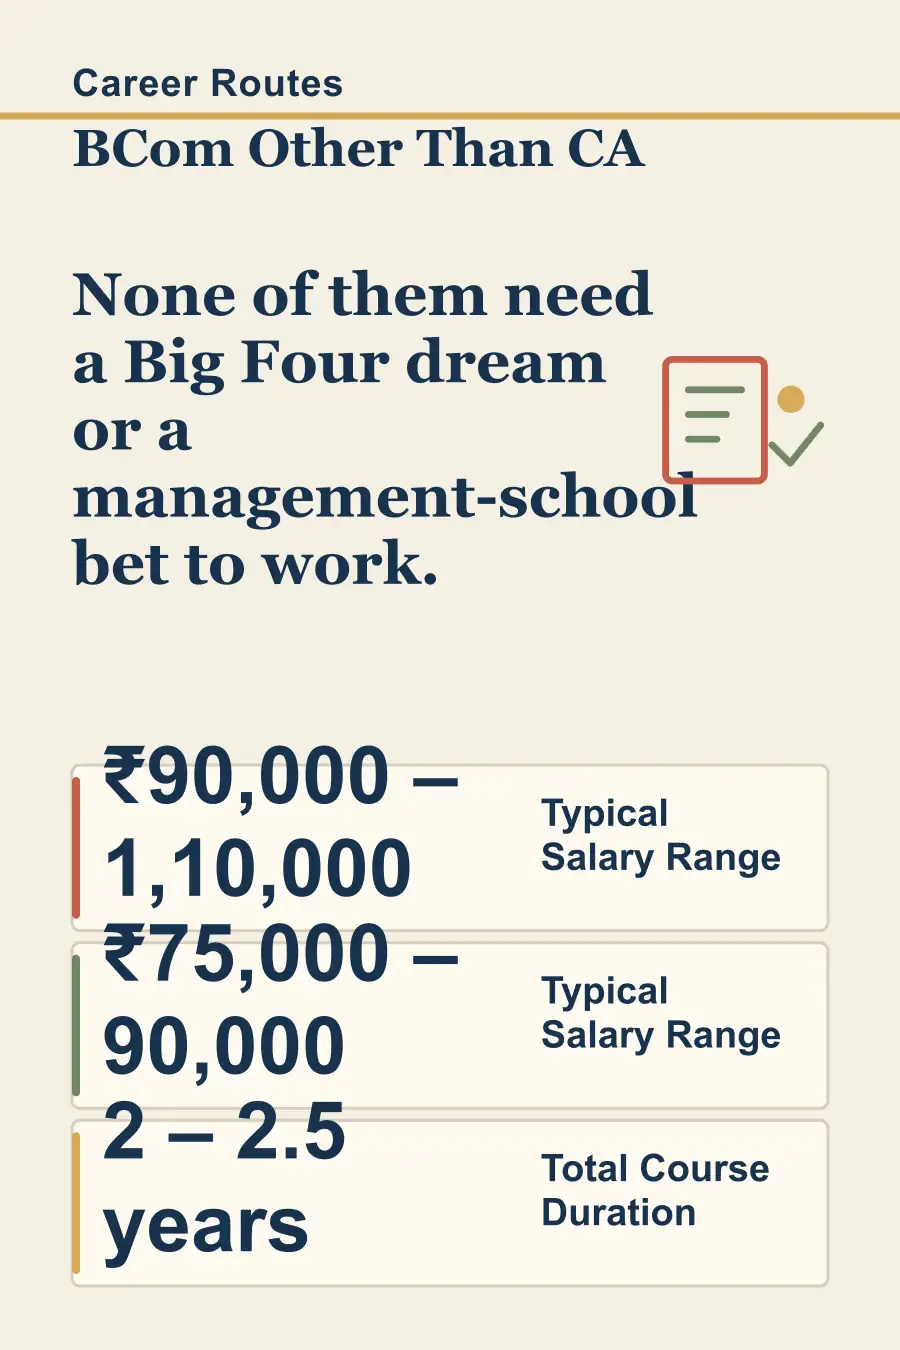 Career Routes
BCom Other Than CA
None of them need
a Big Four dream
or a
management-school
bet to work.
₹90,000 –
1,10,000
Typical
Salary Range
₹75,000 –
90,000
Typical
Salary Range
2 – 2.5
years
Total Course
Duration